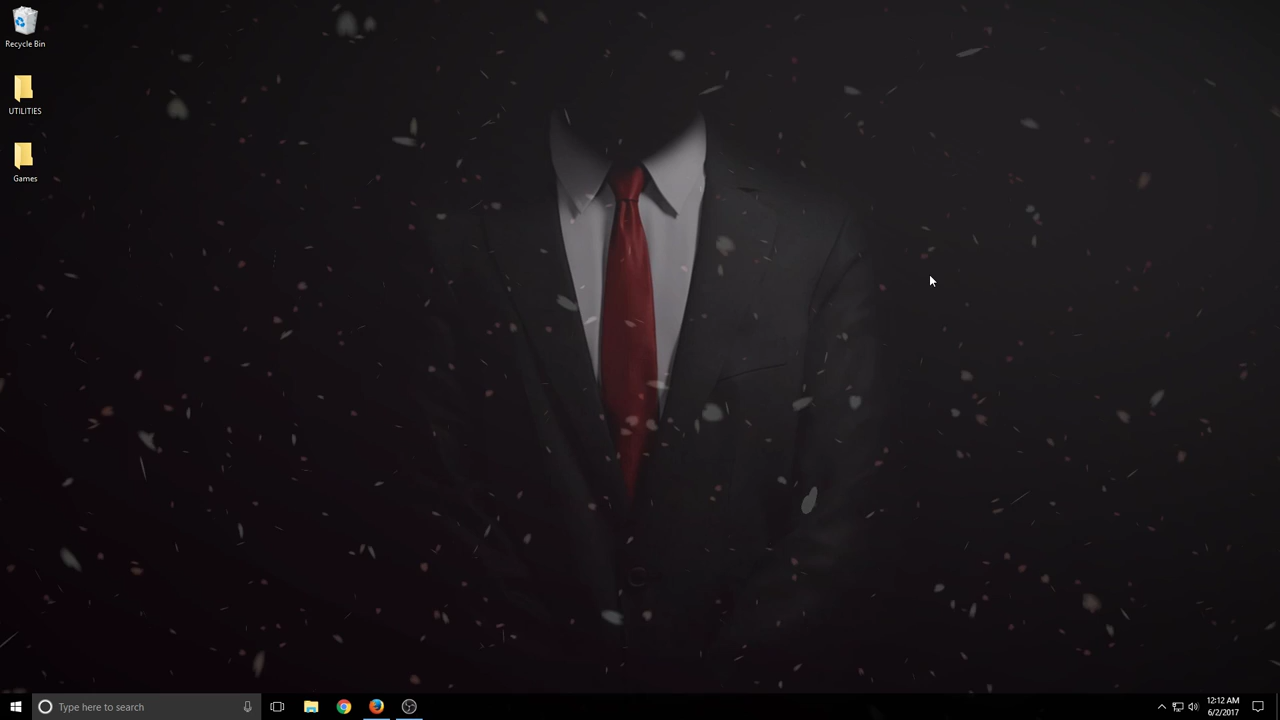 Recycle Bin
UTILITIES
Games
Type here to search
12:12 AM
6/2/2017